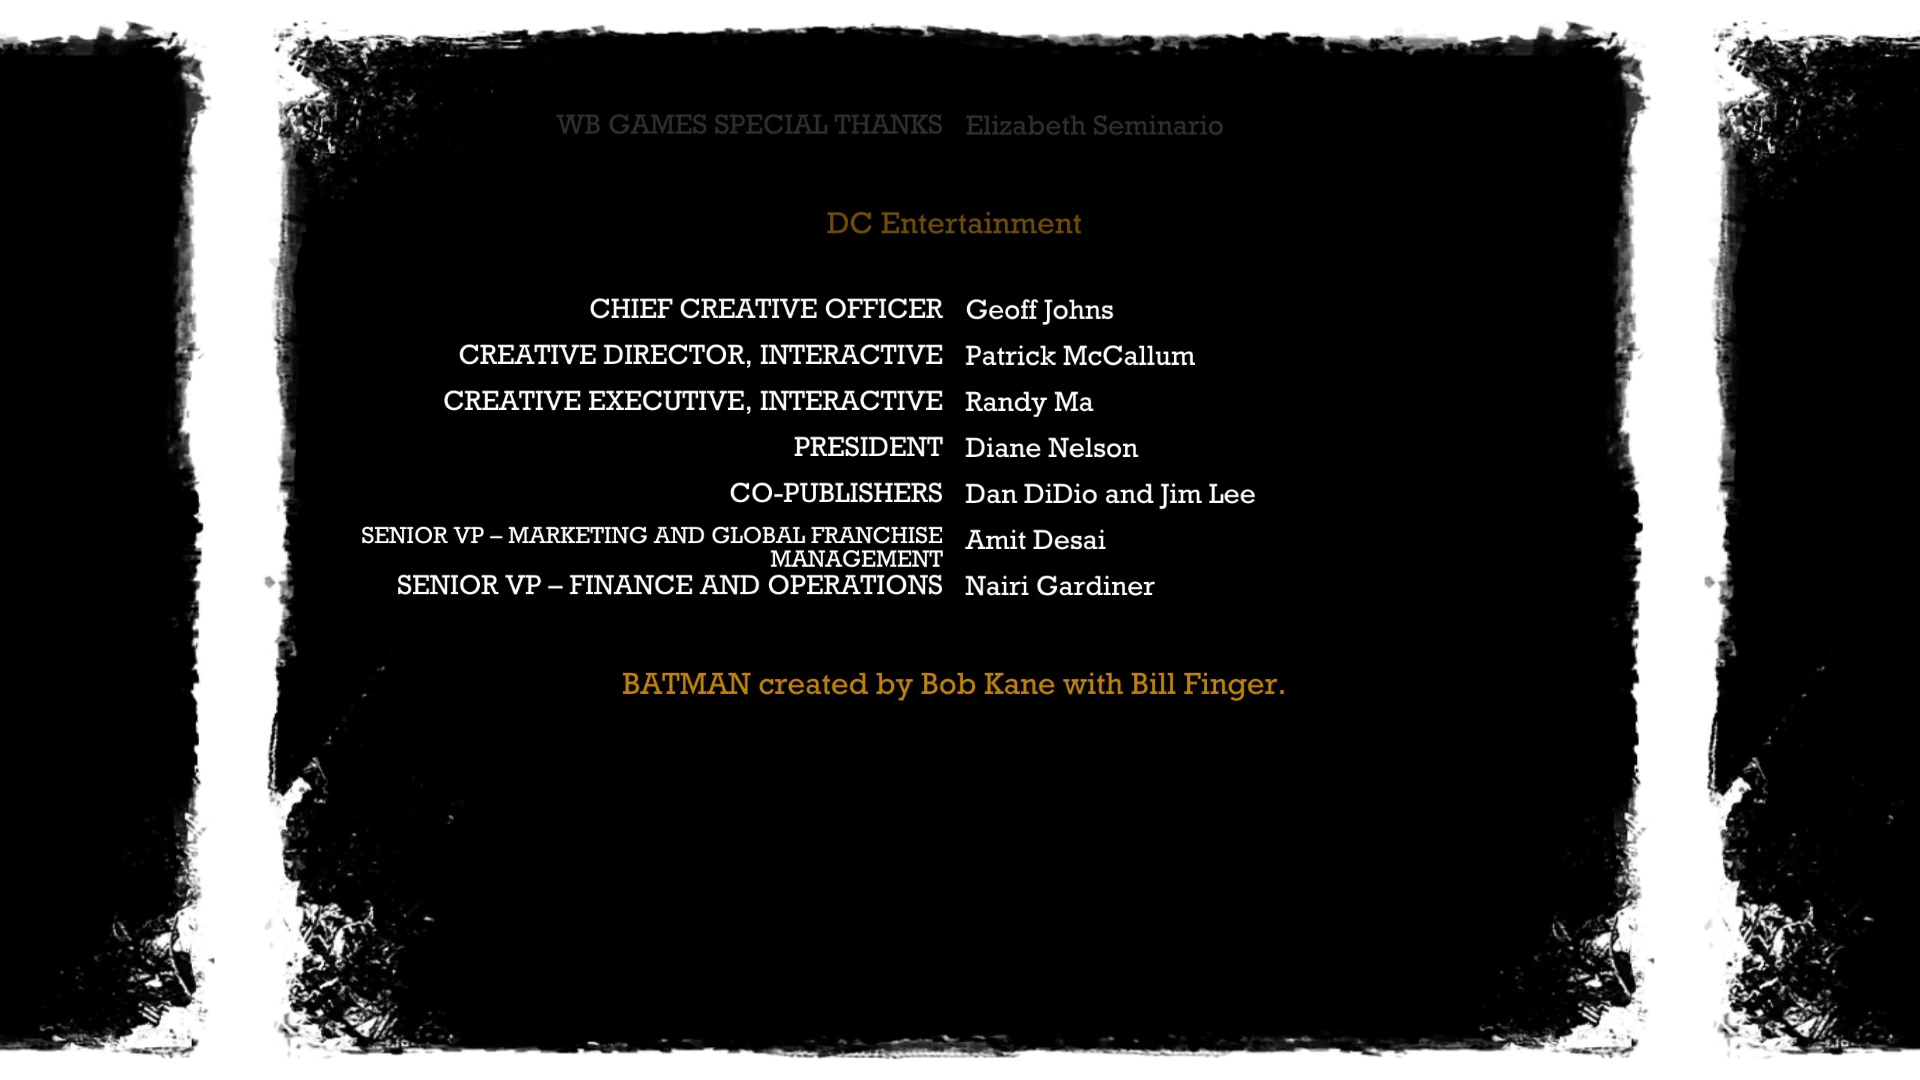 WB GAMES SPECIAL THANKS Elizabeth Seminario
DC Entertainment
CHIEF CREATIVE OFFICER Geoff Johns
CREATIVE DIRECTOR, INTERACTIVE Patrick McCallum
CREATIVE EXECUTIVE, INTERACTIVE Randy Ma
PRESIDENT Diane Nelson
CO-PUBLISHERS Dan DiDio and Jim Lee
SENIOR VP – MARKETING AND GLOBAL FRANCHISE Amit Desai
MANAGEMENT
SENIOR VP – FINANCE AND OPERATIONS Nairi Gardiner
BATMAN created by Bob Kane with Bill Finger.